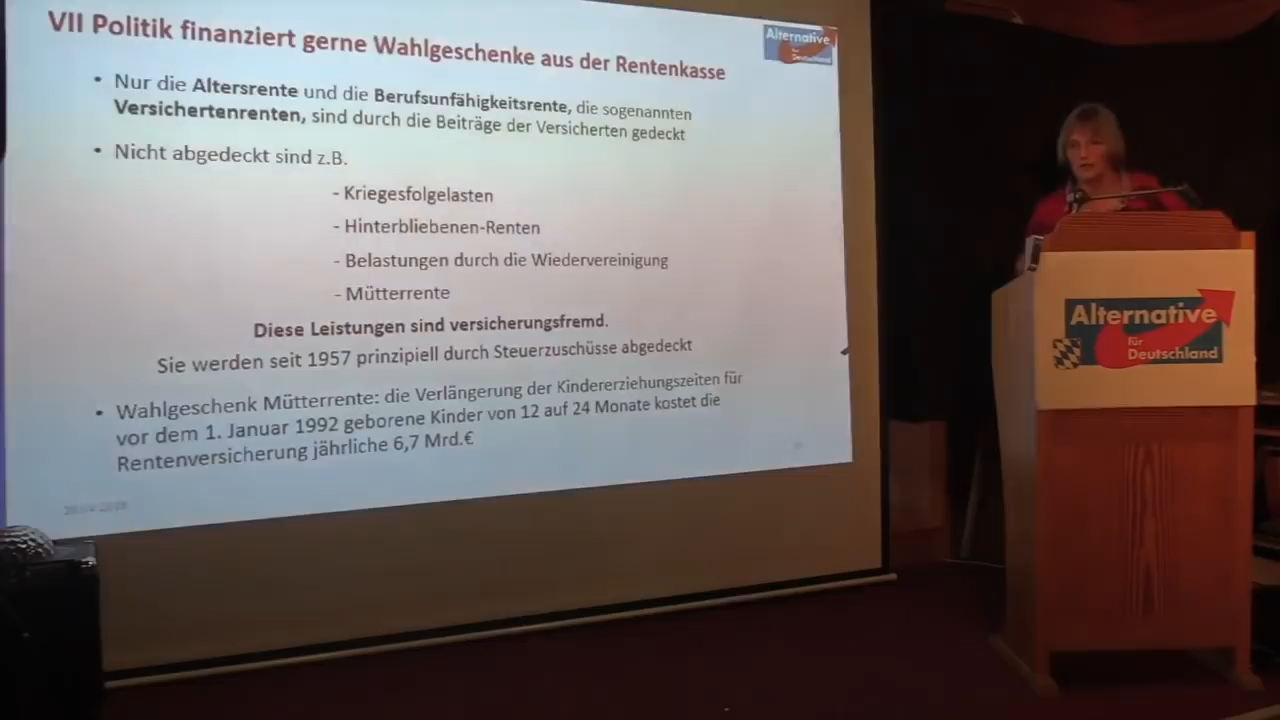 VII Politik finanziert gerne Wahlgeschenke aus der Rentenkasse
Alternative
für
Deutschland
• Nur die Altersrente und die Berufsunfähigkeitsrente, die sogenannten
Versichertenrenten, sind durch die Beiträge der Versicherten gedeckt
• Nicht abgedeckt sind z.B.
- Kriegesfolgelasten
- Hinterbliebenen-Renten
- Belastungen durch die Wiedervereinigung
- Mütterrente
Diese Leistungen sind versicherungsfremd.
Sie werden seit 1957 prinzipiell durch Steuerzuschüsse abgedeckt
• Wahlgeschenk Mütterrente: die Verlängerung der Kindererziehungszeiten für
vor dem 1. Januar 1992 geborene Kinder von 12 auf 24 Monate kostet die
Rentenversicherung jährliche 6,7 Mrd.€
Alternative
für
Deutschland